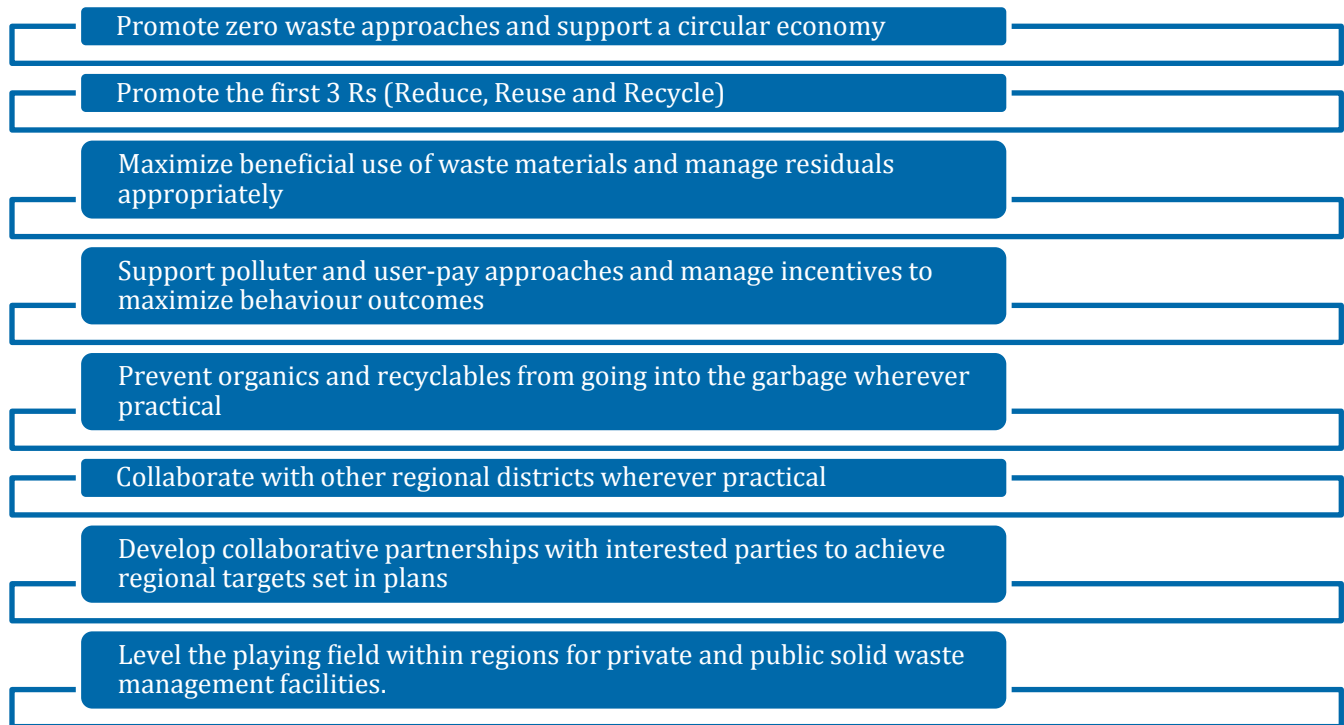 Promote zero waste approaches and support a circular economy
Promote the first 3 Rs (Reduce, Reuse and Recycle)
Maximize beneficial use of waste materials and manage residuals
appropriately
Support polluter and user-pay approaches and manage incentives to
maximize behaviour outcomes
Prevent organics and recyclables from going into the garbage wherever
practical
Collaborate with other regional districts wherever practical
Develop collaborative partnerships with interested parties to achieve
regional targets set in plans
Level the playing field within regions for private and public solid waste
management facilities.